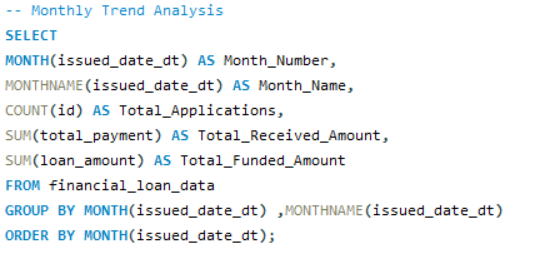 -- Monthly Trend Analysis
SELECT
MONTH(issued_date_dt) AS Month_Number,
MONTHNAME(issued_date_dt) AS Month_Name,
COUNT(id) AS Total_Applications,
SUM(total_payment) AS Total_Received_Amount,
SUM(loan_amount) AS Total_Funded_Amount
FROM financial_loan_data
GROUP BY MONTH(issued_date_dt) ,MONTHNAME(issued_date_dt)
ORDER BY MONTH(issued_date_dt);